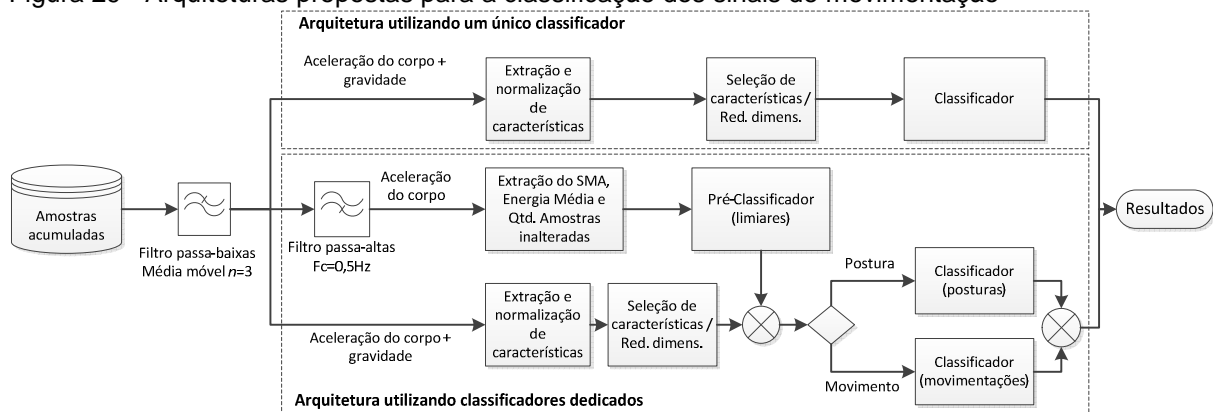 Figura 29 - Arquiteturas propostas para a classificação dos sinais de movimentação
Arquitetura utilizando um único classificador
Aceleração do corpo +
gravidade
Extração e
normalização
de
características
Seleção de
características /
Red. dimens.
Classificador
Amostras
acumuladas
Filtro passa-baixas
Média móvel n=3
Filtro passa-altas
Fc=0,5Hz
Aceleração
do corpo
Extração do SMA,
Energia Média e
Qtd. Amostras
inalteradas
Pré-Classificador
(limiares)
Resultados
Aceleração do corpo +
gravidade
Extração e
normalização
de
características
Seleção de
características /
Red. dimens.
Postura
Classificador
(posturas)
Movimento
Classificador
(movimentações)
Arquitetura utilizando classificadores dedicados